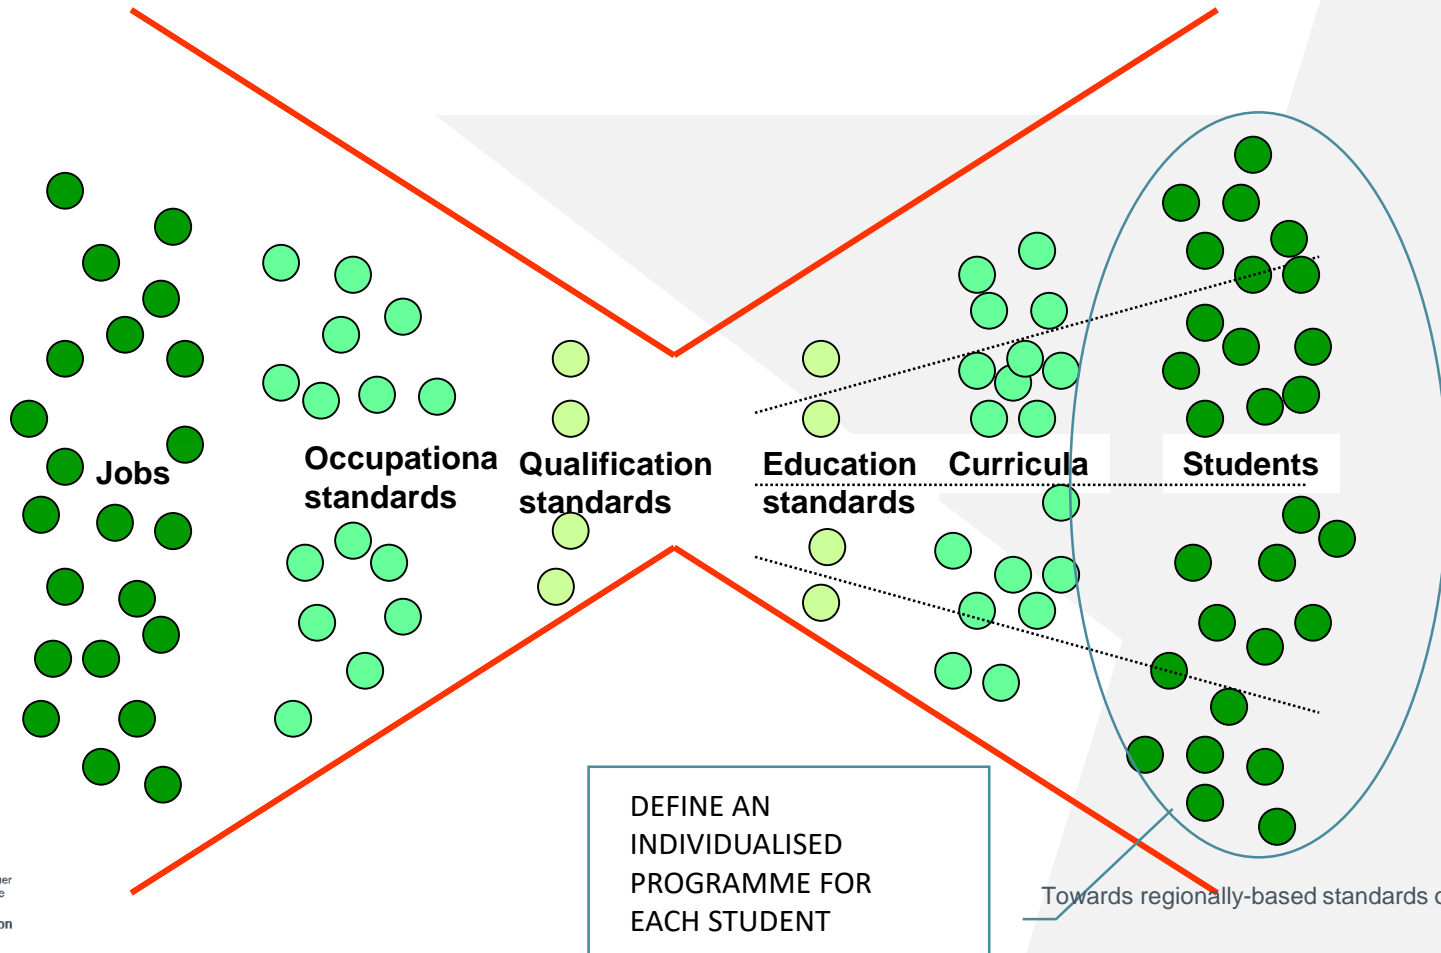 Jobs
Occupationa
standards
Qualification
standards
Education
standards
Curricula
Students
DEFINE AN
INDIVIDUALISED
PROGRAMME FOR
EACH STUDENT
Towards regionally-based standards